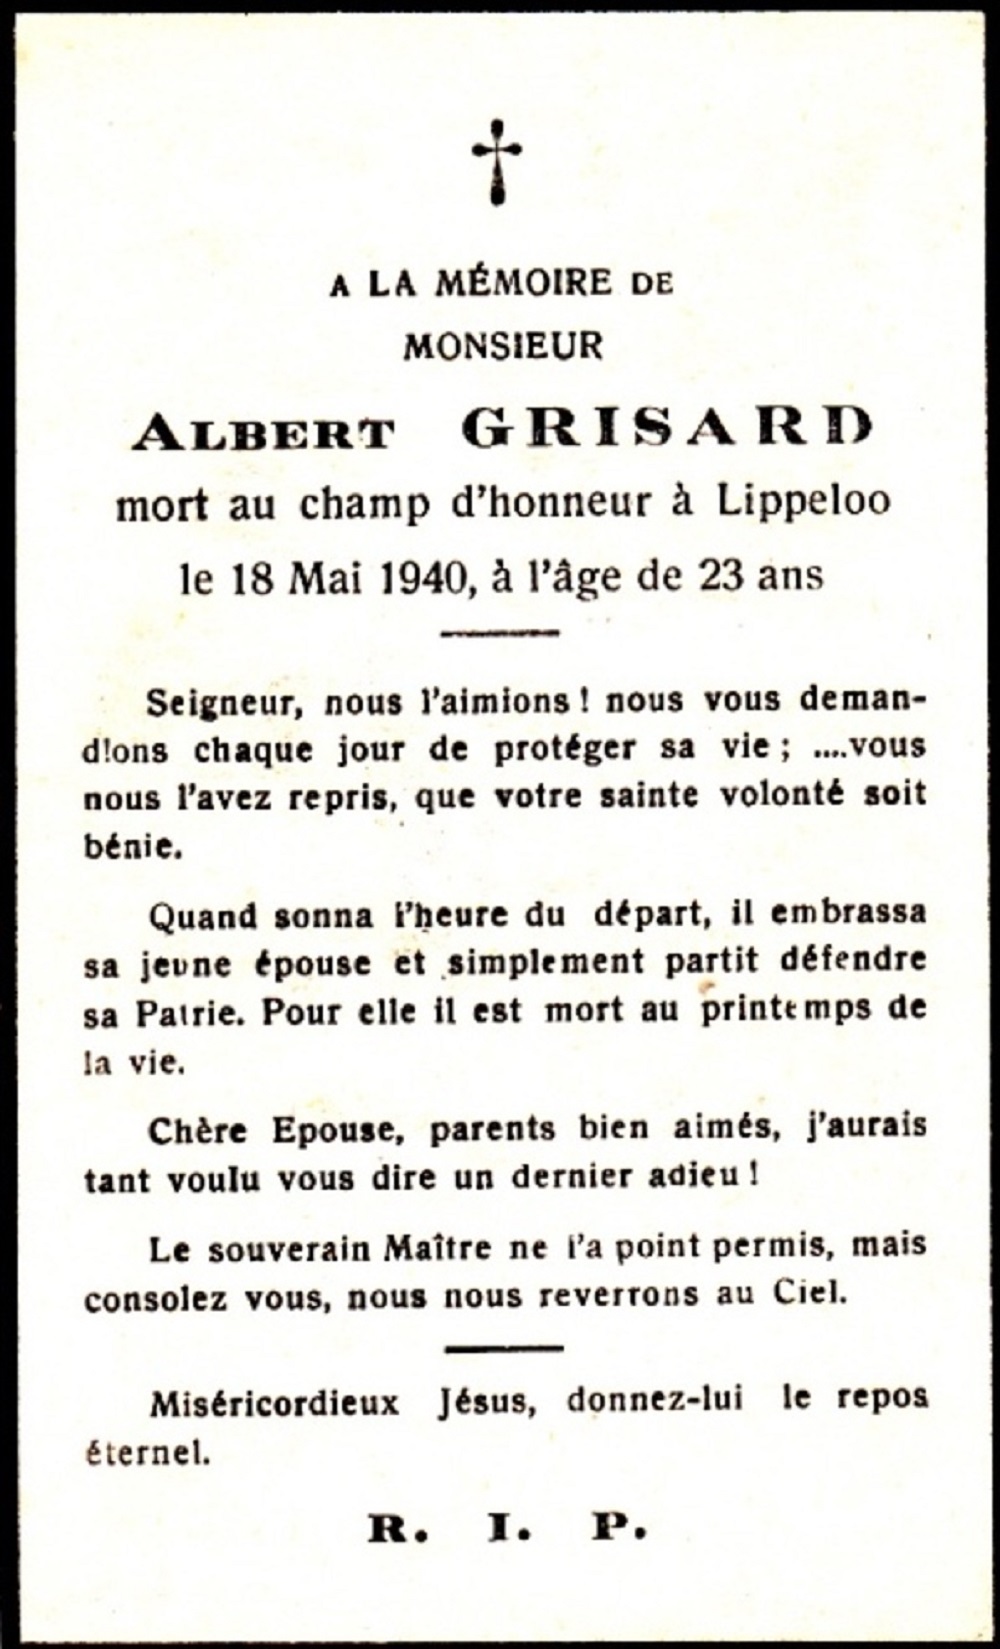 A LA MÉMOIRE DE
MONSIEUR
ALBERT GRISARD
mort au champ d'honneur à Lippeloo
le 18 Mai 1940, à l'âge de 23 ans
Seigneur, nous l'aimions ! nous vous deman-
dions chaque jour de protéger sa vie ; ....vous
nous l'avez repris, que votre sainte volonté soit
bénie.
Quand sonna l'heure du départ, il embrassa
sa jeune épouse et simplement partit défendre
sa Patrie. Pour elle il est mort au printemps de
la vie.
Chère Epouse, parents bien aimés, j'aurais
tant voulu vous dire un dernier adieu !
Le souverain Maître ne l'a point permis, mais
consolez vous, nous nous reverrons au Ciel.
Miséricordieux Jésus, donnez-lui le repos
éternel.
R. I. P.